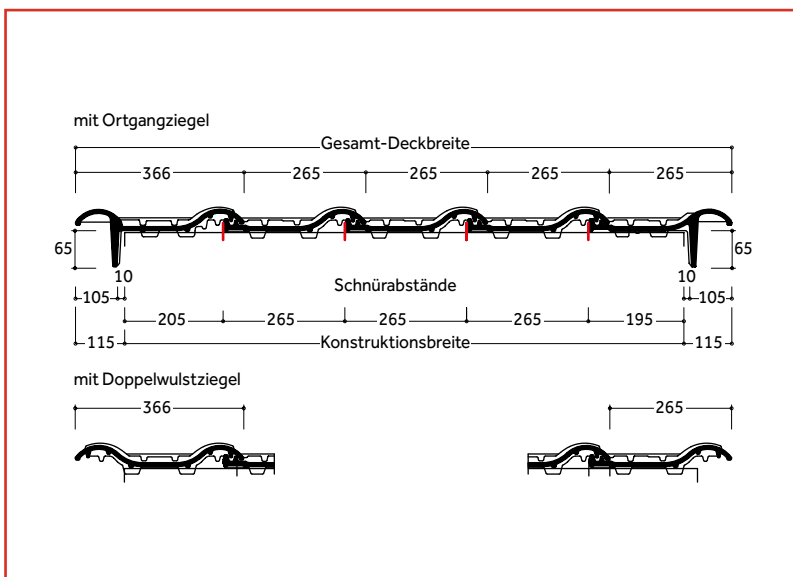 mit Ortgangziegel
Gesamt-Deckbreite
366 265 265 265 265
65 65
10 10
Schnürabstände
105 105
205 265 265 265 195
115 Konstruktionsbreite 115
mit Doppelwulstziegel
366 265